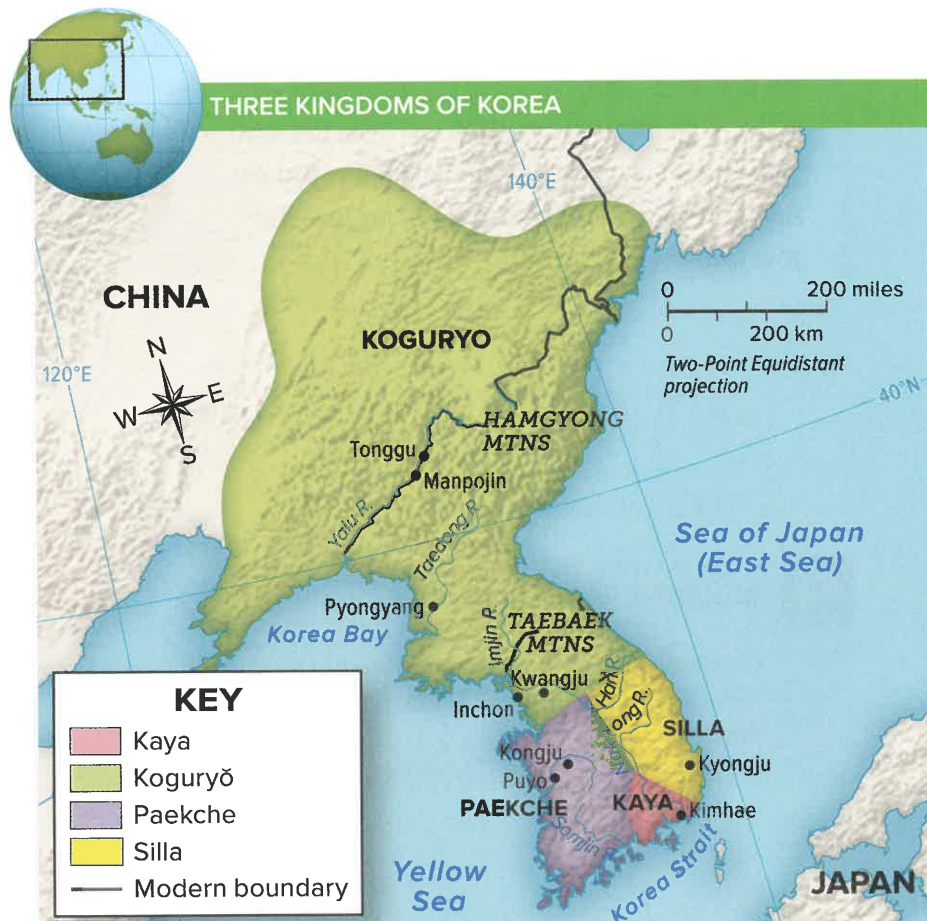 THREE KINGDOMS OF KOREA
140°E
CHINA
KOGURYO
0 200 miles
0 200 km
Two-Point Equidistant
projection
N
W E
S
120°E
40°N
HAMGYONG
MTNS
Tonggu
Manpojin
Yalu R.
Taedong R
Sea of Japan
(East Sea)
Pyongyang
Korea Bay
Imjin R.
TAEBAEK
MTNS
Kwangju
Inchon
Han R.
ong R.
SILLA
Kongju
Puyo
Kyongju
PAEKCHE
KAYA
Kimhae
Yellow
Sea
Korea Strait
JAPAN
KEY
Kaya
Koguryŏ
Paekche
Silla
Modern boundary